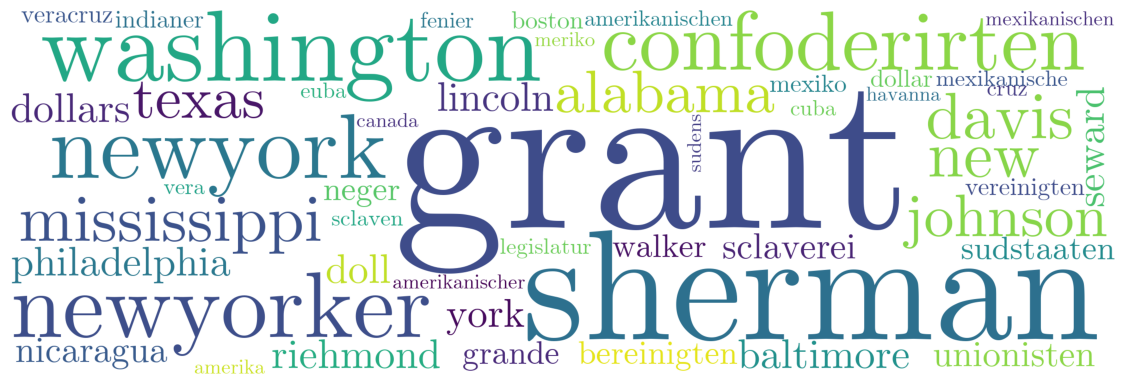 veracruz indianer fenier boston amerikanischen mexikanischen
washington meriko confoderirten
euba dollar mexikanische
dollars texas lincoln alabama mexiko havanna cruz
canada cuba
newyork grant sudens davis seward
vera neger new vereinigten
mississippi sclaven johnson
philadelphia doll legislatur walker sclaverei sudstaaten
amerikanischer
newyorker york sherman
nicaragua riehmond grande bereinigten baltimore unionisten
amerika